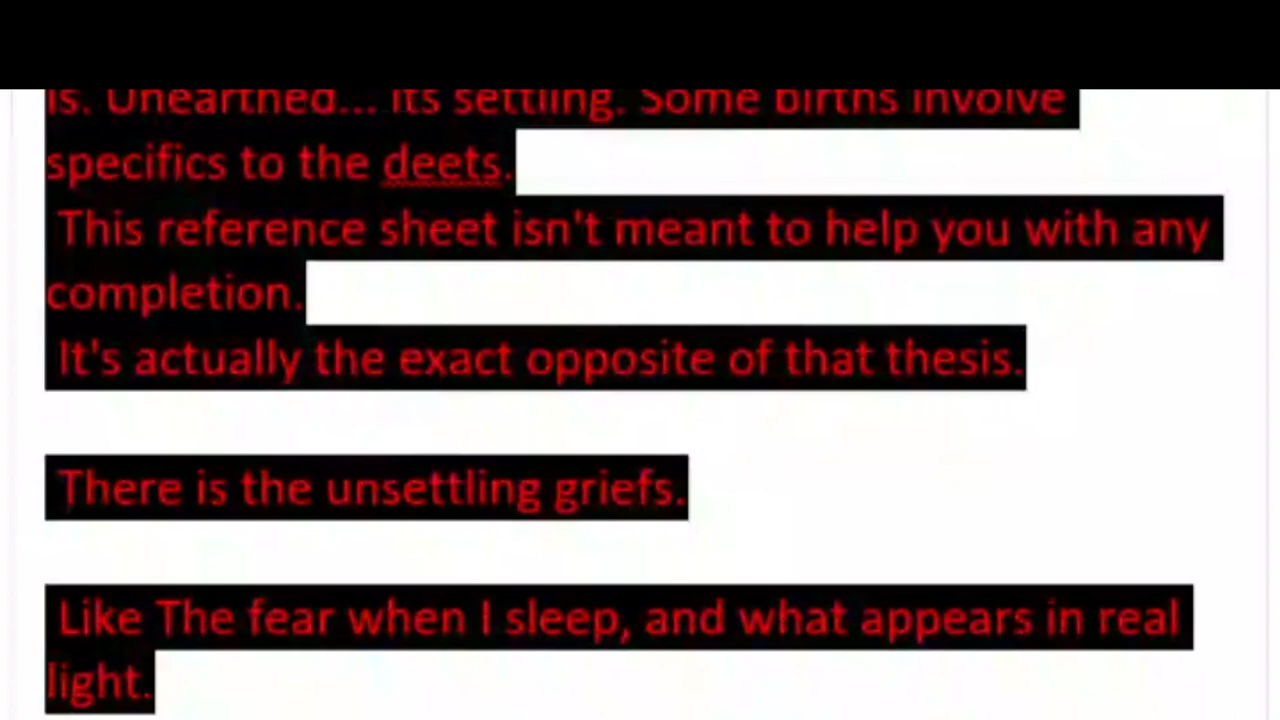 is. Unearthed... Its settling. Some births involve
specifics to the deets.
This reference sheet isn't meant to help you with any
completion.
It's actually the exact opposite of that thesis.
There is the unsettling griefs.
Like The fear when I sleep, and what appears in real
light.